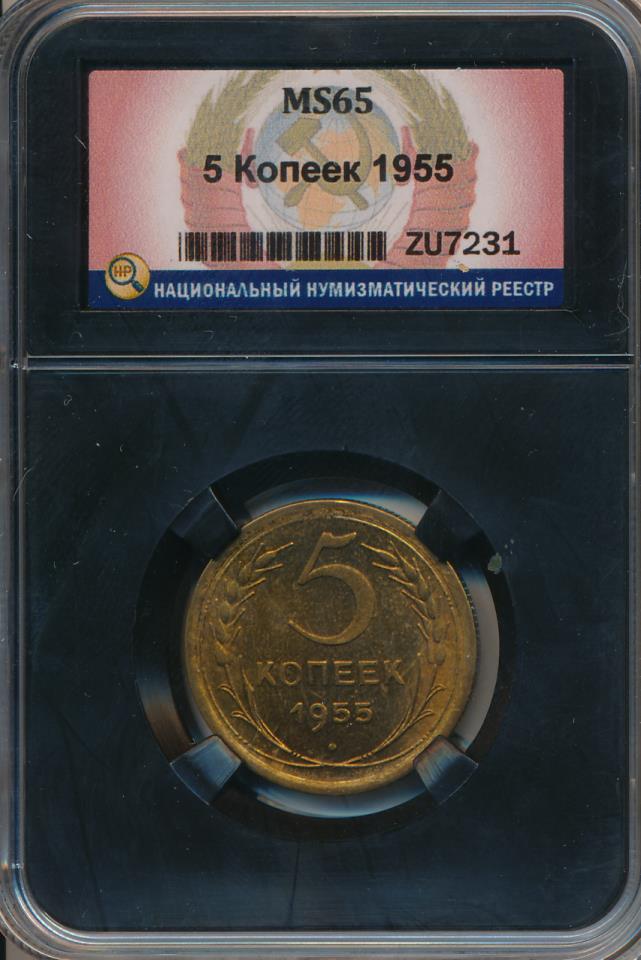 MS65
5 Копеек 1955
ZU7231
НР
НАЦИОНАЛЬНЫЙ НУМИЗМАТИЧЕСКИЙ РЕЕСТР
5
КОПЕЕК
1955